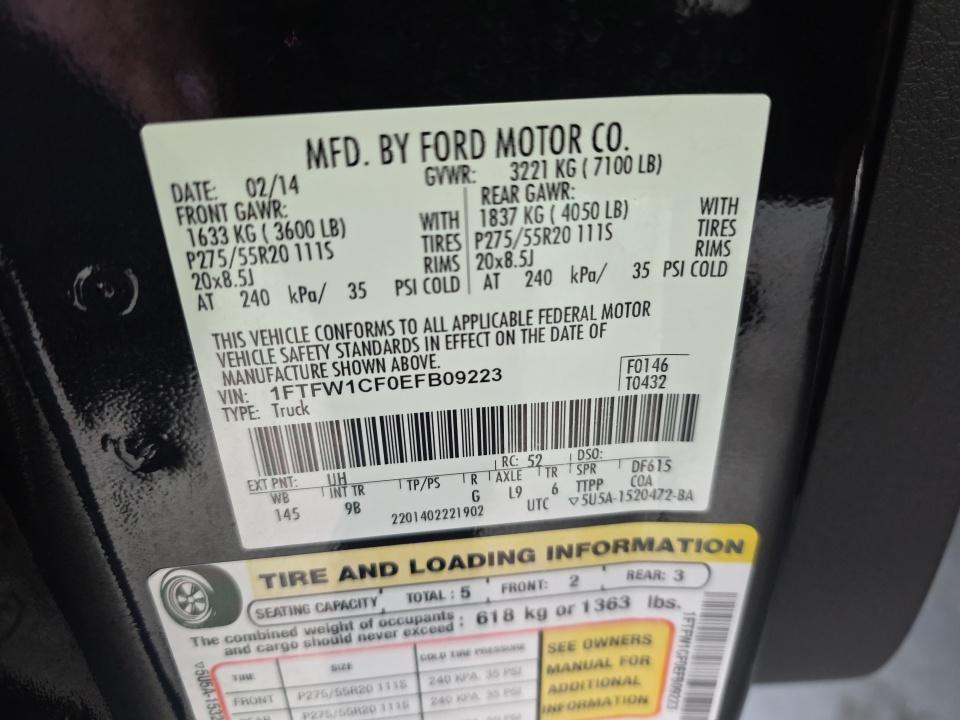 MFD. BY FORD MOTOR CO.
DATE: 02/14 GVWR: 3221 KG ( 7100 LB)
FRONT GAWR: REAR GAWR:
1633 KG ( 3600 LB) WITH 1837 KG ( 4050 LB) WITH
P275/55R20 111S TIRES P275/55R20 111S TIRES
20x8.5J RIMS 20x8.5J RIMS
AT 240 kPa/ 35 PSI COLD AT 240 kPa/ 35 PSI COLD
THIS VEHICLE CONFORMS TO ALL APPLICABLE FEDERAL MOTOR
VEHICLE SAFETY STANDARDS IN EFFECT ON THE DATE OF
MANUFACTURE SHOWN ABOVE.
VIN: 1FTFW1CF0EFB09223 F0146
TYPE: Truck T0432
EXT PNT: UH RC: 52 DSO:
WB INT TR TP/PS R AXLE TR SPR DF615
145 9B G L9 6 TTPP COA
2201402221902 UTC ▽5U5A-1520472-BA
TIRE AND LOADING INFORMATION
SEATING CAPACITY TOTAL : 5 FRONT: 2 REAR: 3
The combined weight of occupants : 618 kg or 1363 lbs.
and cargo should never exceed
TIRE SIZE COLD TIRE PRESSURE
FRONT P275/55R20 111S 240 KPA, 35 PSI
P275/55R20 111S 240 KPA, 35 PSI
SEE OWNERS
MANUAL FOR
ADDITIONAL
INFORMATION